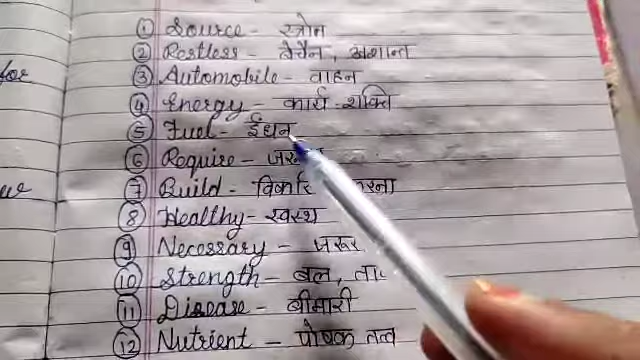 ① Source - स्त्रोन
② Restless - बेचैन, अशान्त
③ Automobile - वाहन
④ Energy - कार्य-शक्ति
⑤ Fuel - ईंधन
for
⑥ Require -
⑦ Build -
⑧ Healthy - स्वस्थ
⑨ Necessary -
⑩ Strength - बल,
⑪ Disease - बीमारी
⑫ Nutrient - पोषक तत्व